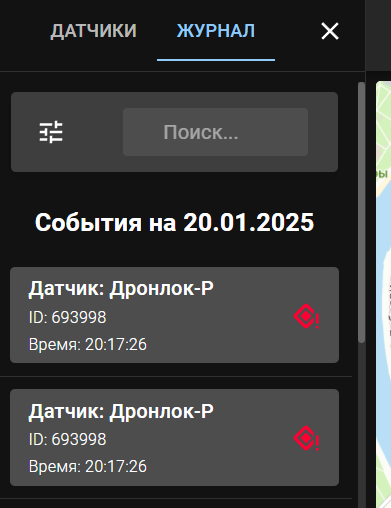 ДАТЧИКИ
ЖУРНАЛ
Поиск...
События на 20.01.2025
Датчик: Дронлок-Р
ID: 693998
Время: 20:17:26
Датчик: Дронлок-Р
ID: 693998
Время: 20:17:26